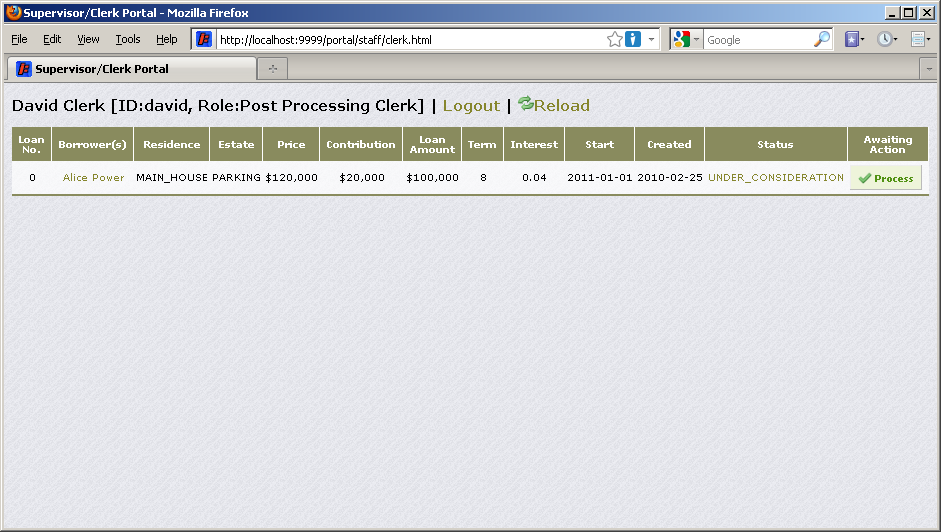 Supervisor/Clerk Portal - Mozilla Firefox
File Edit View Tools Help http://localhost:9999/portal/staff/clerk.html Google
Supervisor/Clerk Portal
David Clerk [ID:david, Role:Post Processing Clerk] | Logout | Reload
Loan No. Borrower(s) Residence Estate Price Contribution Loan Amount Term Interest Start Created Status Awaiting Action
0 Alice Power MAIN_HOUSE PARKING $120,000 $20,000 $100,000 8 0.04 2011-01-01 2010-02-25 UNDER_CONSIDERATION Process